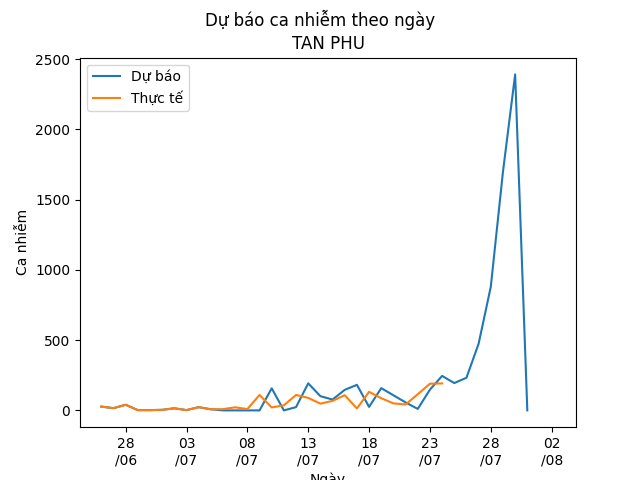 Dự báo ca nhiễm theo ngày
TAN PHU
Dự báo
Thực tế
Ca nhiễm
2500
2000
1500
1000
500
0
28 03 08 13 18 23 28 02
/06 /07 /07 /07 /07 /07 /07 /08
Ngày